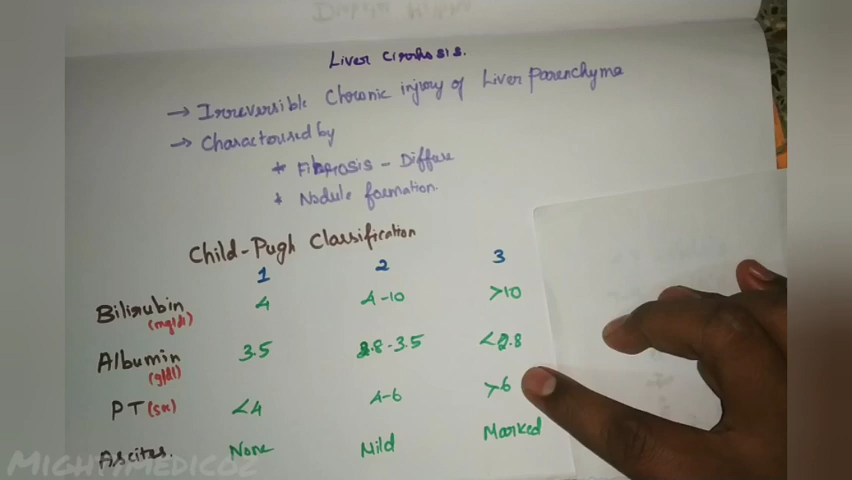 Liver Cirrhosis.
→ Irreversible Chronic injury of Liver Parenchyma
→ Characterised by
* Fibrosis - Diffuse
* Nodule formation.
Child-Pugh Classification
1 2 3
Bilirubin (mg/dl) 4 4-10 >10
Albumin (g/dl) 3.5 2.8-3.5 <2.8
PT (sec) <4 4-6 >6
Ascites. None Mild Marked
MIGHTYMEDICOZ